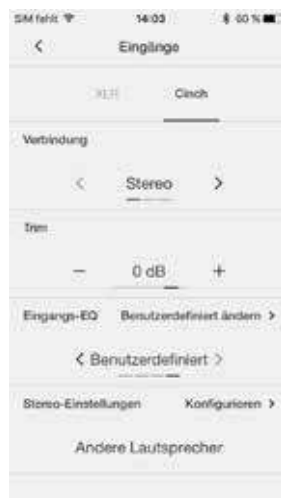 SIM fehlt 14:03 60 %
Eingänge
XLR Cinch
Verbindung
< Stereo >
Trim
− 0 dB +
Eingangs-EQ Benutzerdefiniert ändern >
< Benutzerdefiniert >
Stereo-Einstellungen Konfigurieren >
Andere Lautsprecher